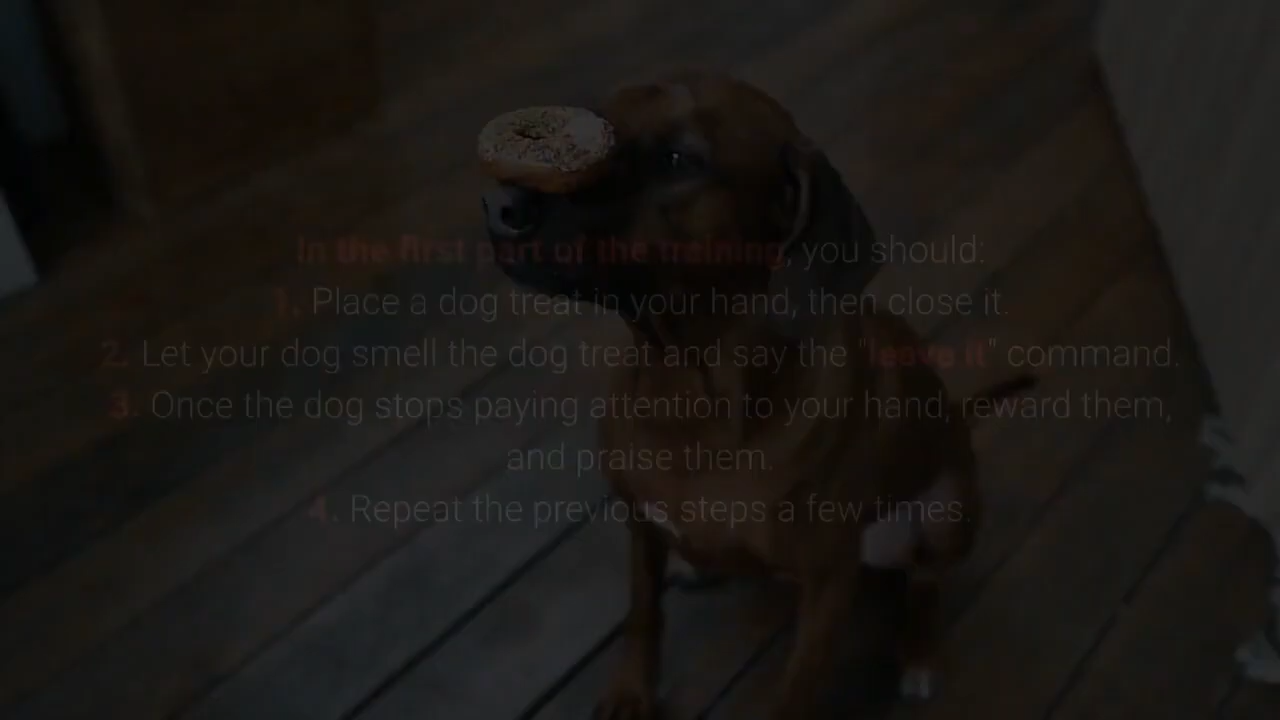 In the first part of the training, you should:
1. Place a dog treat in your hand, then close it.
2. Let your dog smell the dog treat and say the "leave it" command.
3. Once the dog stops paying attention to your hand, reward them,
and praise them.
4. Repeat the previous steps a few times.